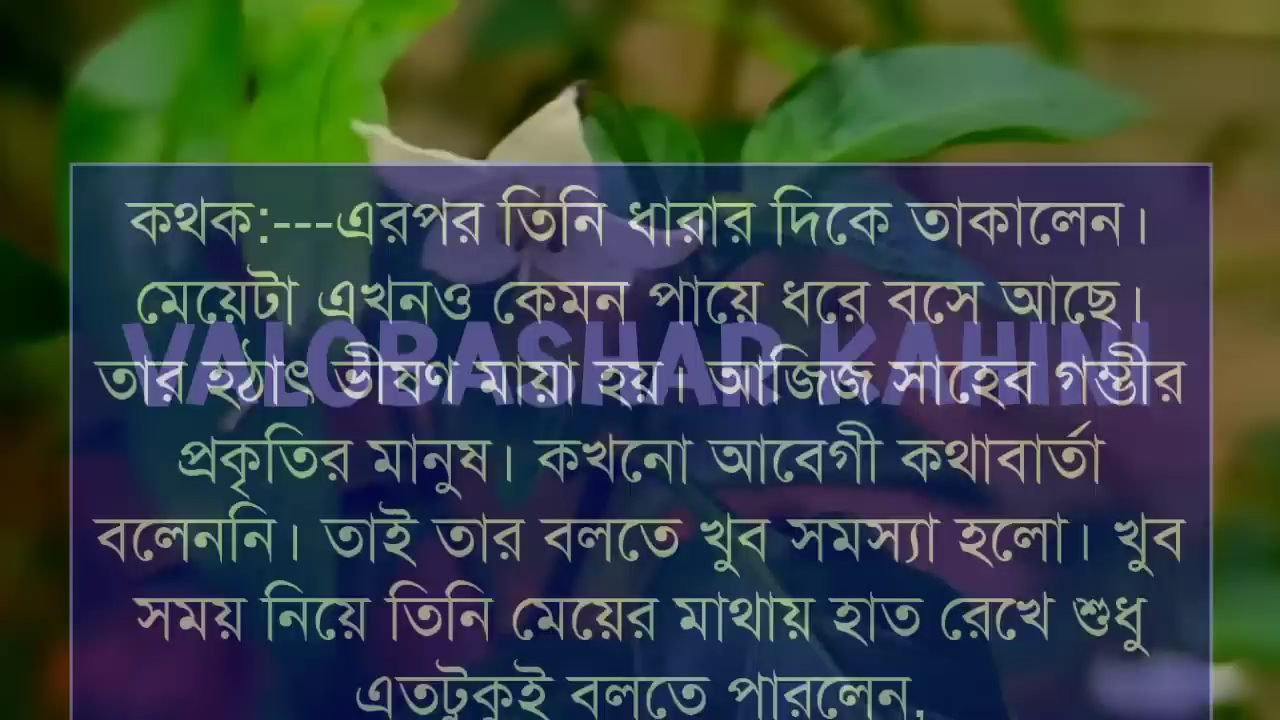 কথক:---এরপর তিনি ধারার দিকে তাকালেন।
মেয়েটা এখনও কেমন পায়ে ধরে বসে আছে।
VALOBASHAR KAHINI
তার হঠাৎ ভীষণ মায়া হয়। আজিজ সাহেব গম্ভীর
প্রকৃতির মানুষ। কখনো আবেগী কথাবার্তা
বলেননি। তাই তার বলতে খুব সমস্যা হলো। খুব
সময় নিয়ে তিনি মেয়ের মাথায় হাত রেখে শুধু
এতটুকুই বলতে পারলেন,